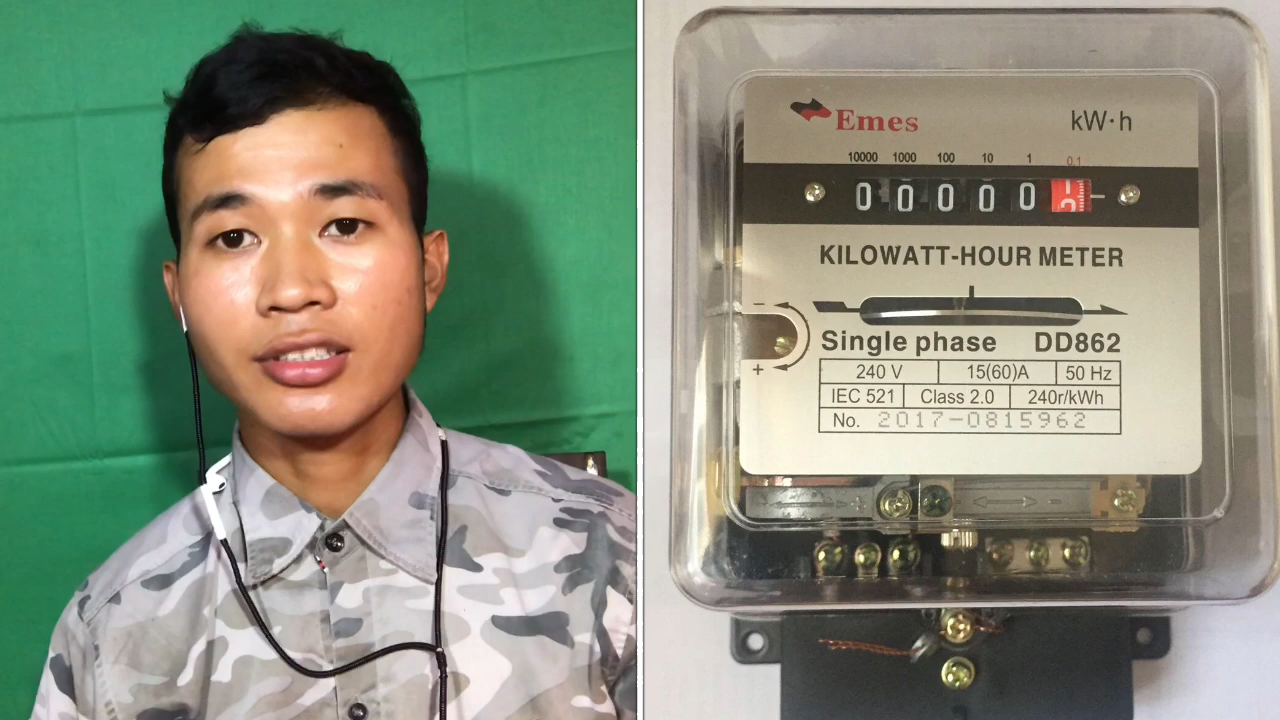 Emes
kW·h
10000 1000 100 10 1 0.1
0 0 0 0 0
KILOWATT-HOUR METER
- +
Single phase DD862
240 V 15(60)A 50 Hz
IEC 521 Class 2.0 240r/kWh
No. 2017-0815962